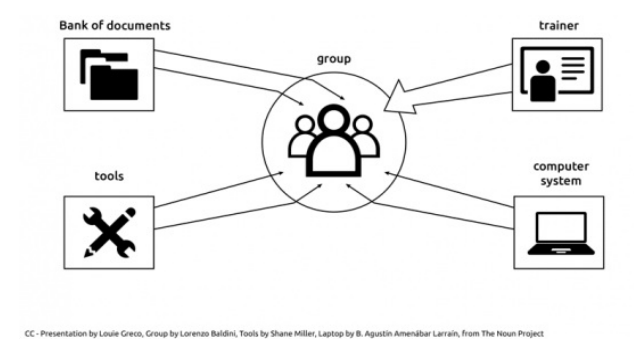 Bank of documents
trainer
group
tools
computer
system
CC - Presentation by Louie Greco, Group by Lorenzo Baldini, Tools by Shane Miller, Laptop by B. Agustín Amenábar Larraín, from The Noun Project